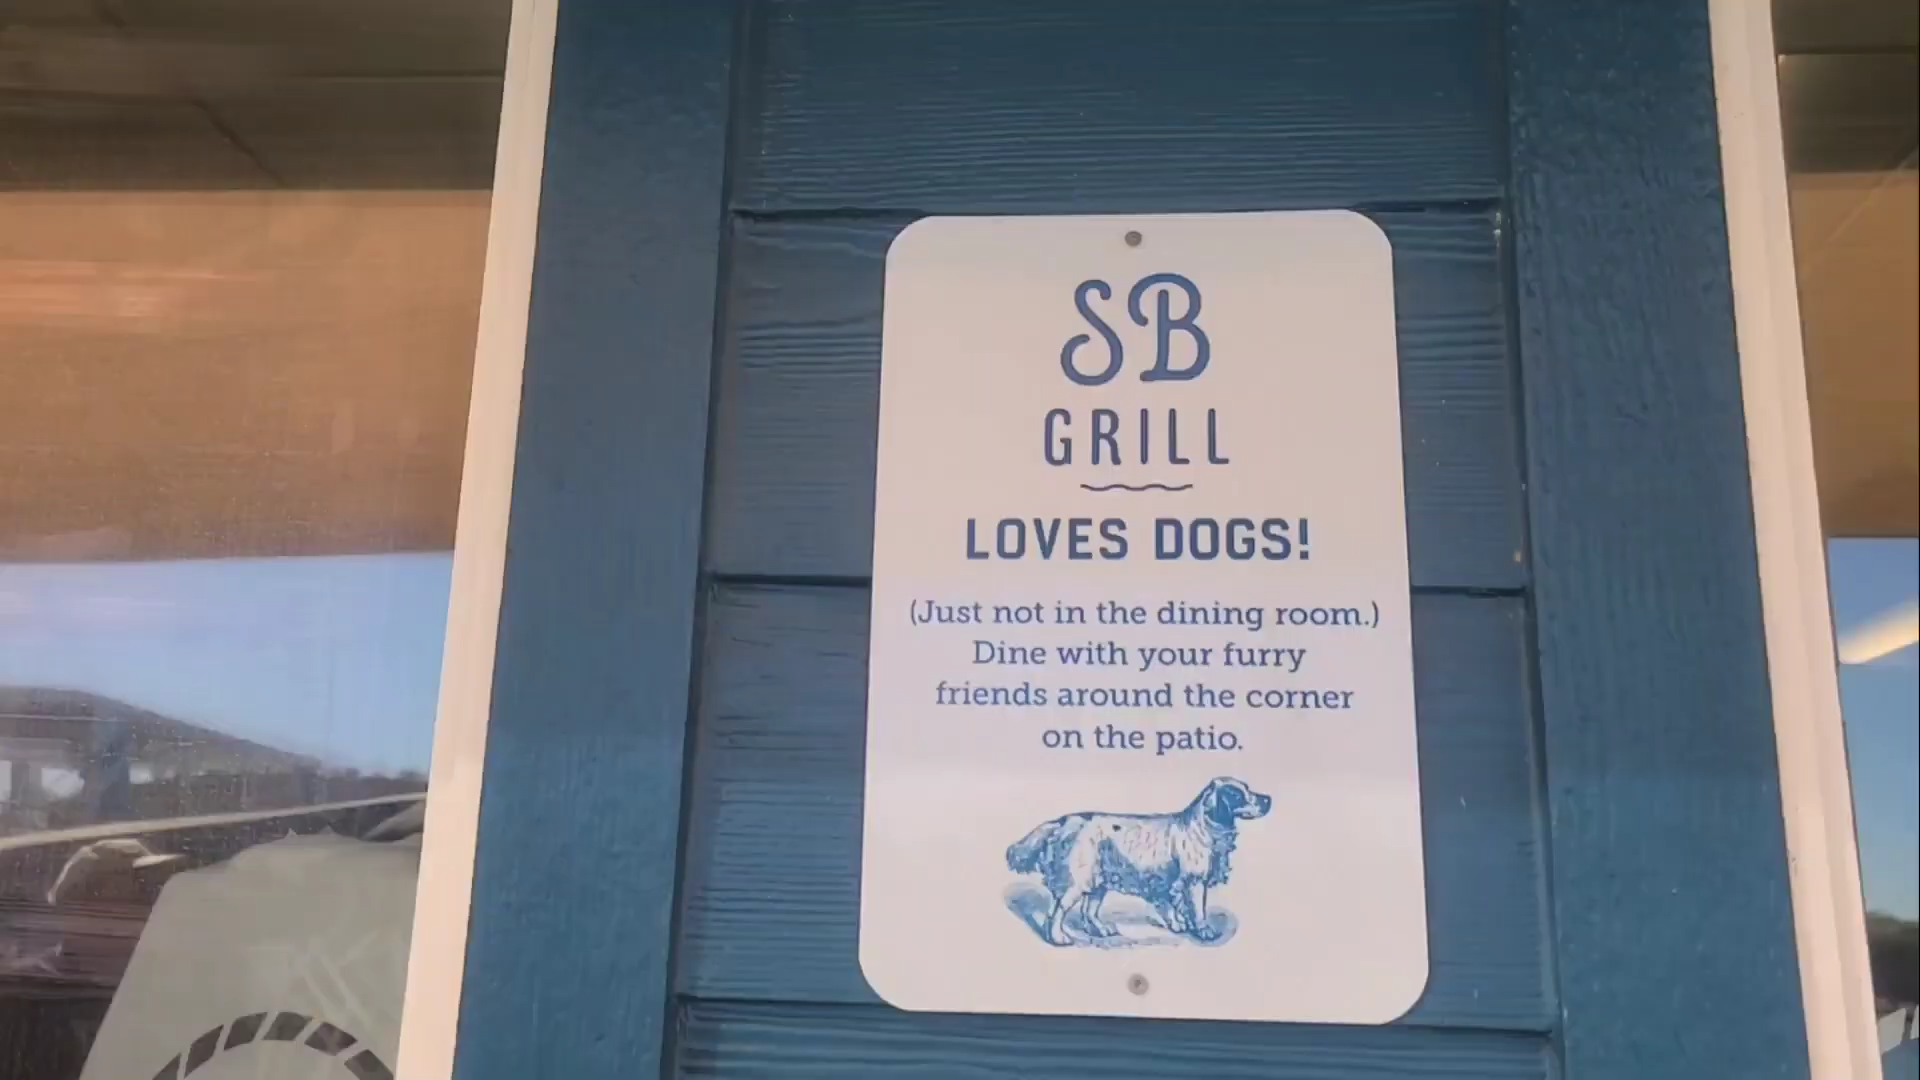 SB
GRILL
LOVES DOGS!
(Just not in the dining room.)
Dine with your furry
friends around the corner
on the patio.